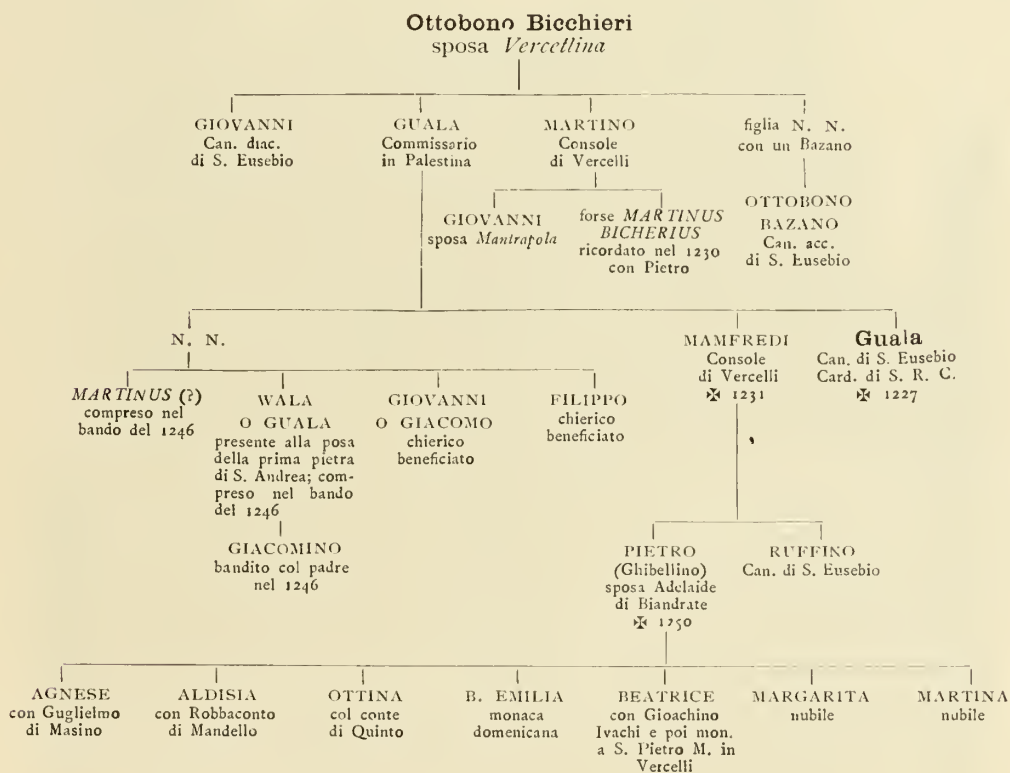 Ottobono Bicchieri
sposa Vercellina
GIOVANNI
Can. diac.
di S. Eusebio
GUALA
Commissario
in Palestina
MARTINO
Console
di Vercelli
figlia N. N.
con un Bazano
GIOVANNI
sposa Mantrapola
forse MARTINUS
BICHERIUS
ricordato nel 1230
con Pietro
OTTOBONO
BAZANO
Can. acc.
di S. Eusebio
N. N.
MAMFREDI
Console
di Vercelli
✠ 1231
Guala
Can. di S. Eusebio
Card. di S. R. C.
✠ 1227
MARTINUS (?)
compreso nel
bando del 1246
WALA
O GUALA
presente alla posa
della prima pietra
di S. Andrea; com-
preso nel bando
del 1246
GIOVANNI
O GIACOMO
chierico
beneficiato
FILIPPO
chierico
beneficiato
GIACOMINO
bandito col padre
nel 1246
PIETRO
(Ghibellino)
sposa Adelaide
di Biandrate
✠ 1250
RUFFINO
Can. di S. Eusebio
AGNESE
con Guglielmo
di Masino
ALDISIA
con Robbaconto
di Mandello
OTTINA
col conte
di Quinto
B. EMILIA
monaca
domenicana
BEATRICE
con Gioachino
Ivachi e poi mon.
a S. Pietro M. in
Vercelli
MARGARITA
nubile
MARTINA
nubile